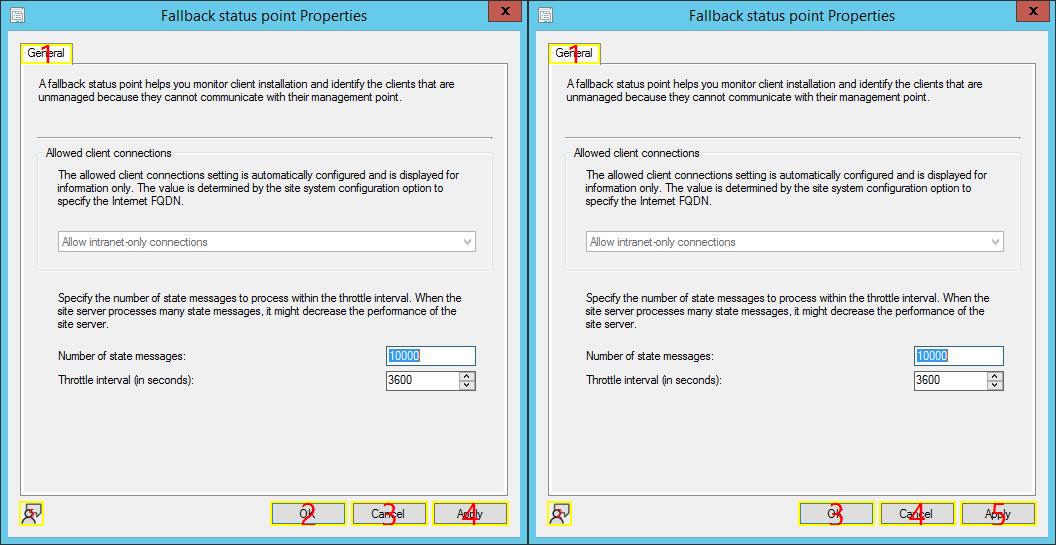 Fallback status point Properties
x
General
1
A fallback status point helps you monitor client installation and identify the clients that are
unmanaged because they cannot communicate with their management point.
Allowed client connections
The allowed client connections setting is automatically configured and is displayed for
information only. The value is determined by the site system configuration option to
specify the Internet FQDN.
Allow intranet-only connections
Specify the number of state messages to process within the throttle interval. When the
site server processes many state messages, it might decrease the performance of the
site server.
Number of state messages: 10000
Throttle interval (in seconds): 3600
OK Cancel Apply
5 2 3 4
Fallback status point Properties
x
General
1
A fallback status point helps you monitor client installation and identify the clients that are
unmanaged because they cannot communicate with their management point.
Allowed client connections
The allowed client connections setting is automatically configured and is displayed for
information only. The value is determined by the site system configuration option to
specify the Internet FQDN.
Allow intranet-only connections
Specify the number of state messages to process within the throttle interval. When the
site server processes many state messages, it might decrease the performance of the
site server.
Number of state messages: 10000
Throttle interval (in seconds): 3600
OK Cancel Apply
2 3 4 5